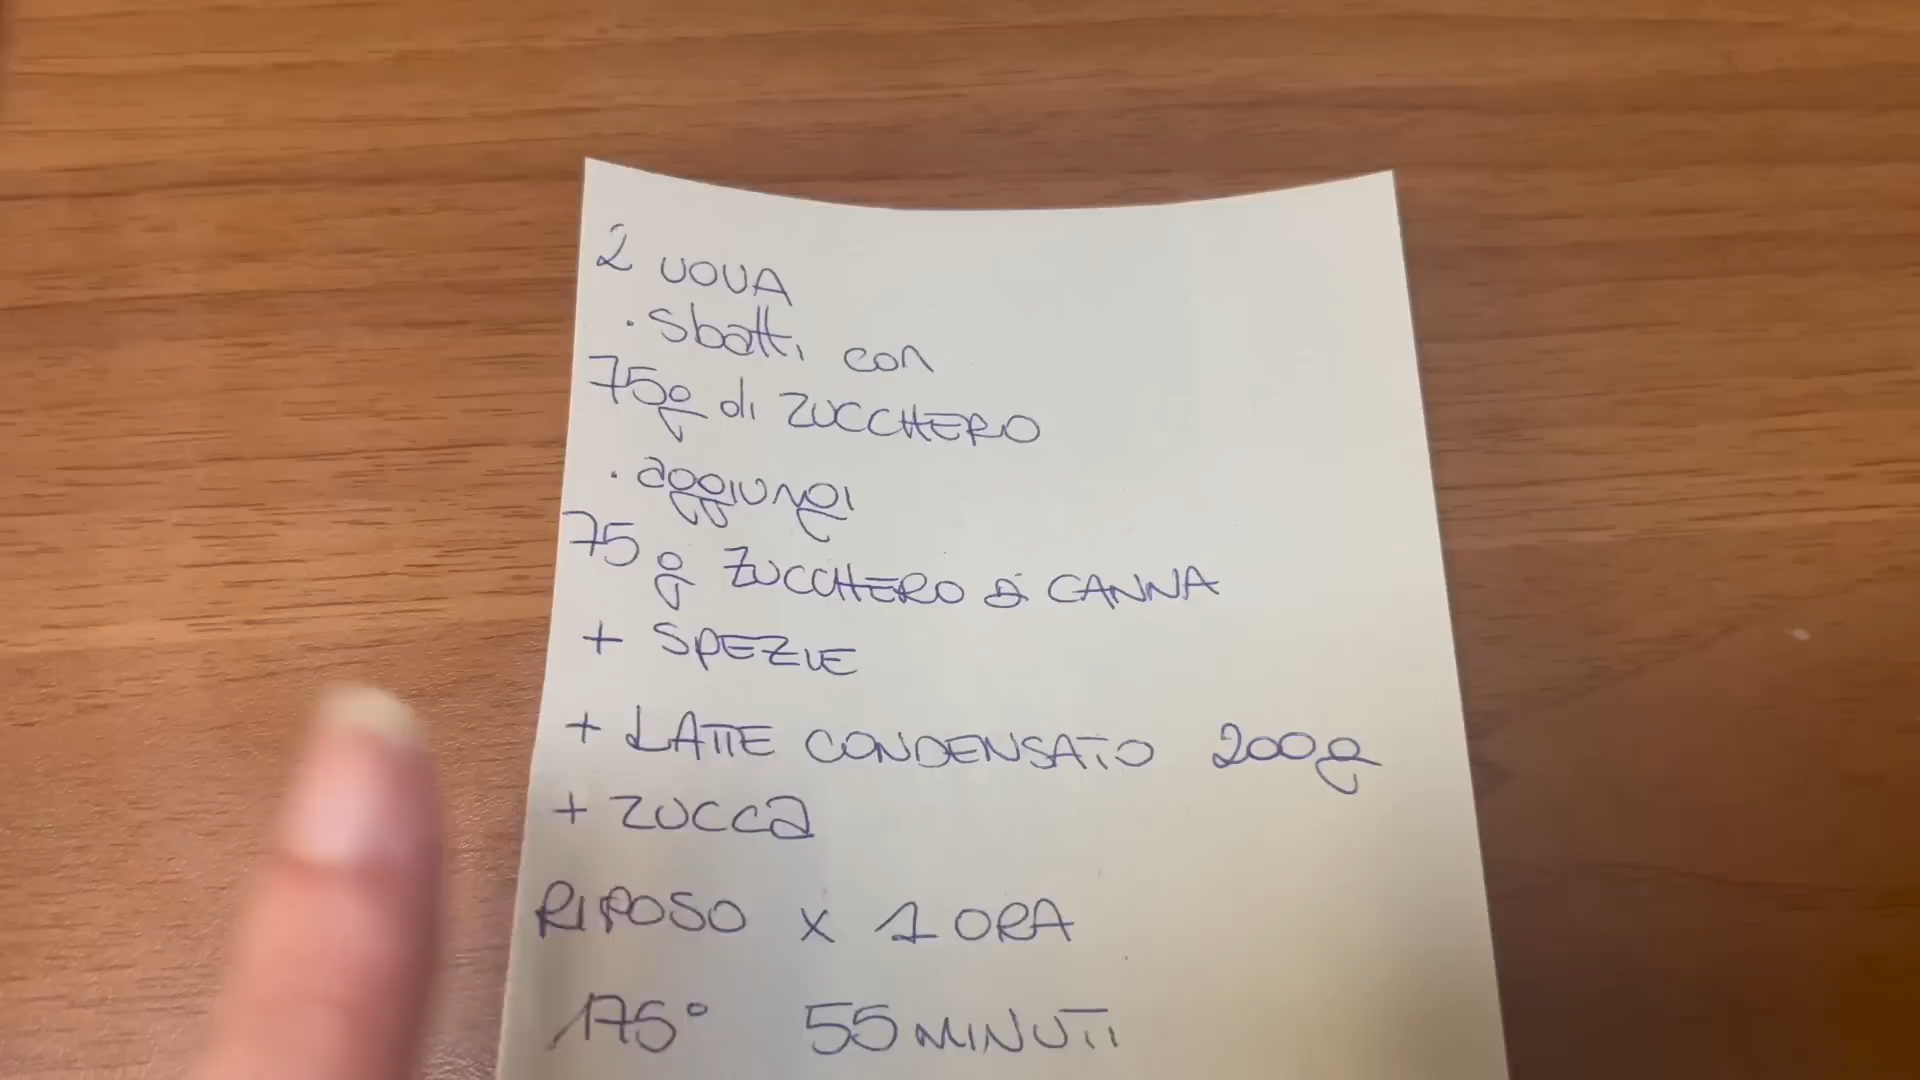 2 UOVA
· Sbatti con
75g di ZUCCHERO
· aggiungi
75 g ZUCCHERO di CANNA
+ SPEZIE
+ LATTE CONDENSATO 200g
+ ZUCCa
RIPOSO x 1 ORA
175° 55 MINUTI